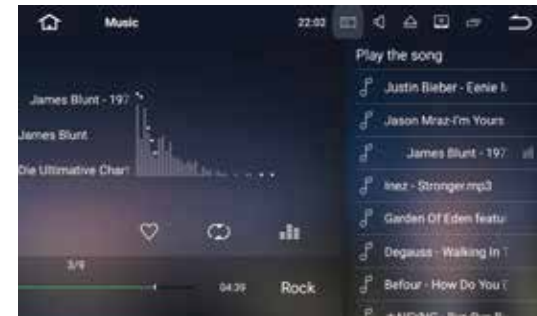 Music
22:02
Play the song
Justin Bieber - Eenie
Jason Mraz-I'm Yours
James Blunt - 197
James Blunt - 197
James Blunt
Die Ultimative Chart
Inez - Stronger.mp3
Garden Of Eden featu
Degauss - Walking In
Befour - How Do You
3/9
04:39
Rock